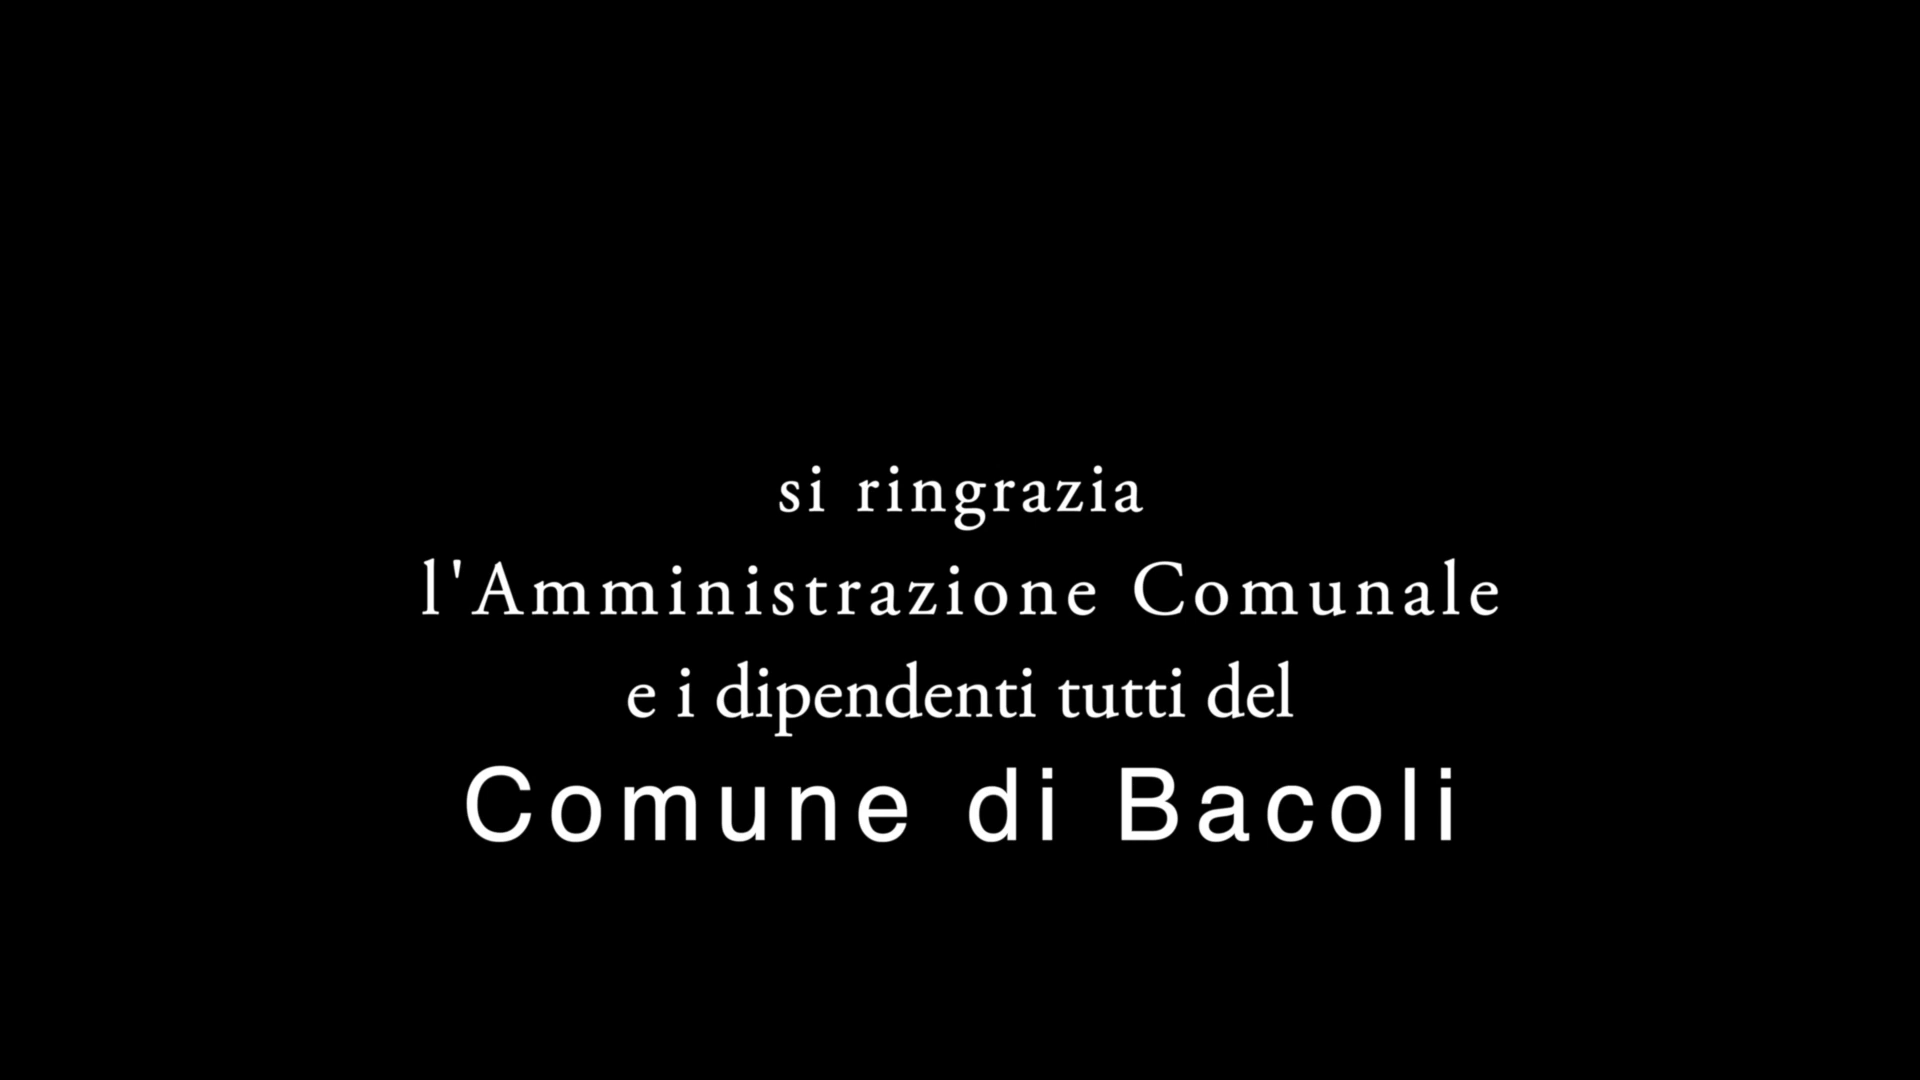 si ringrazia
l'Amministrazione Comunale
e i dipendenti tutti del
Comune di Bacoli